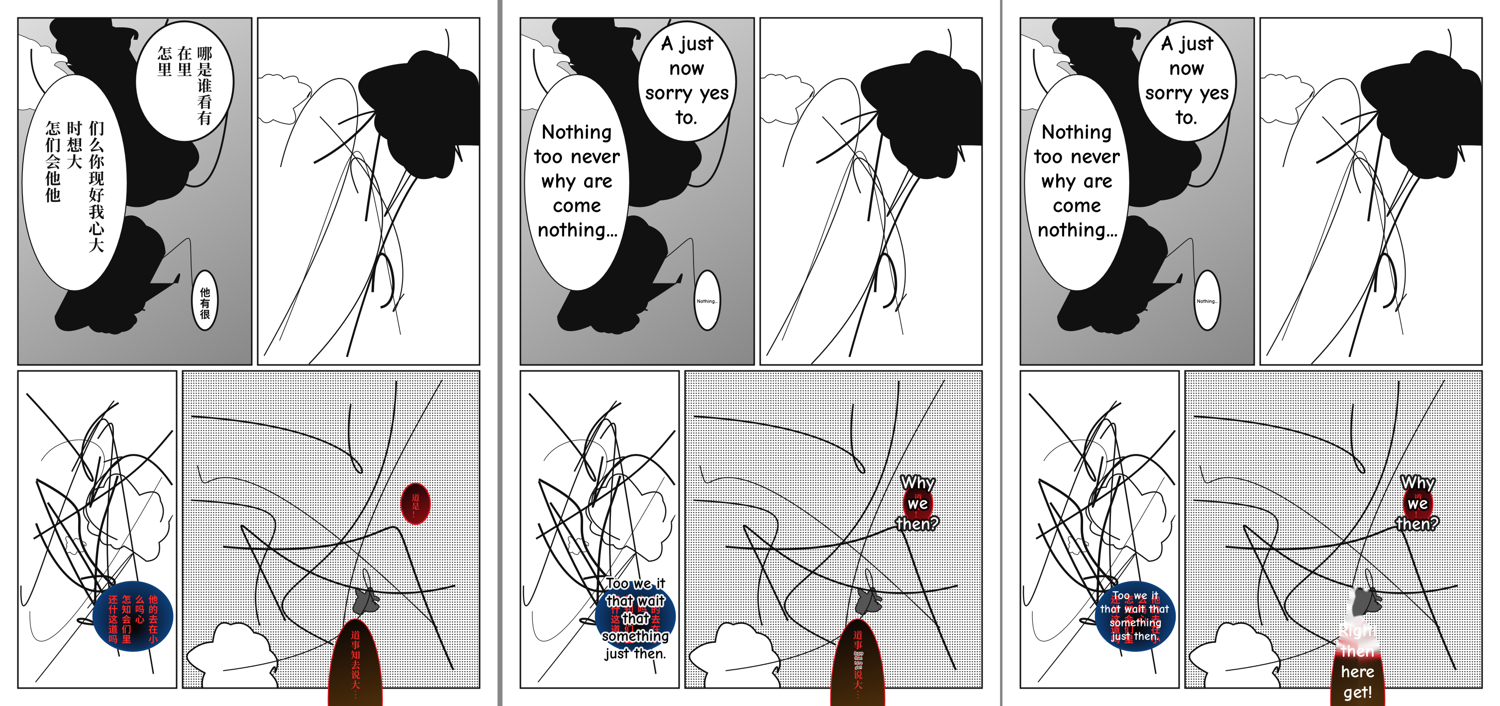 哪是谁看有
在里
怎里
们么你现好我心大
时想大
怎们会他他
他有很
他的去在小
么吗心
怎知会们里
还什这道吗
道是！
道事知去说大…
A just
now
sorry yes
to.
Nothing
too never
why are
come
nothing...
Nothing...
Too we it
that wait
that
something
just then.
Why
we
then?
A just
now
sorry yes
to.
Nothing
too never
why are
come
nothing...
Nothing...
Too we it
that wait that
something
just then.
Why
we
then?
Right
then
here
get!